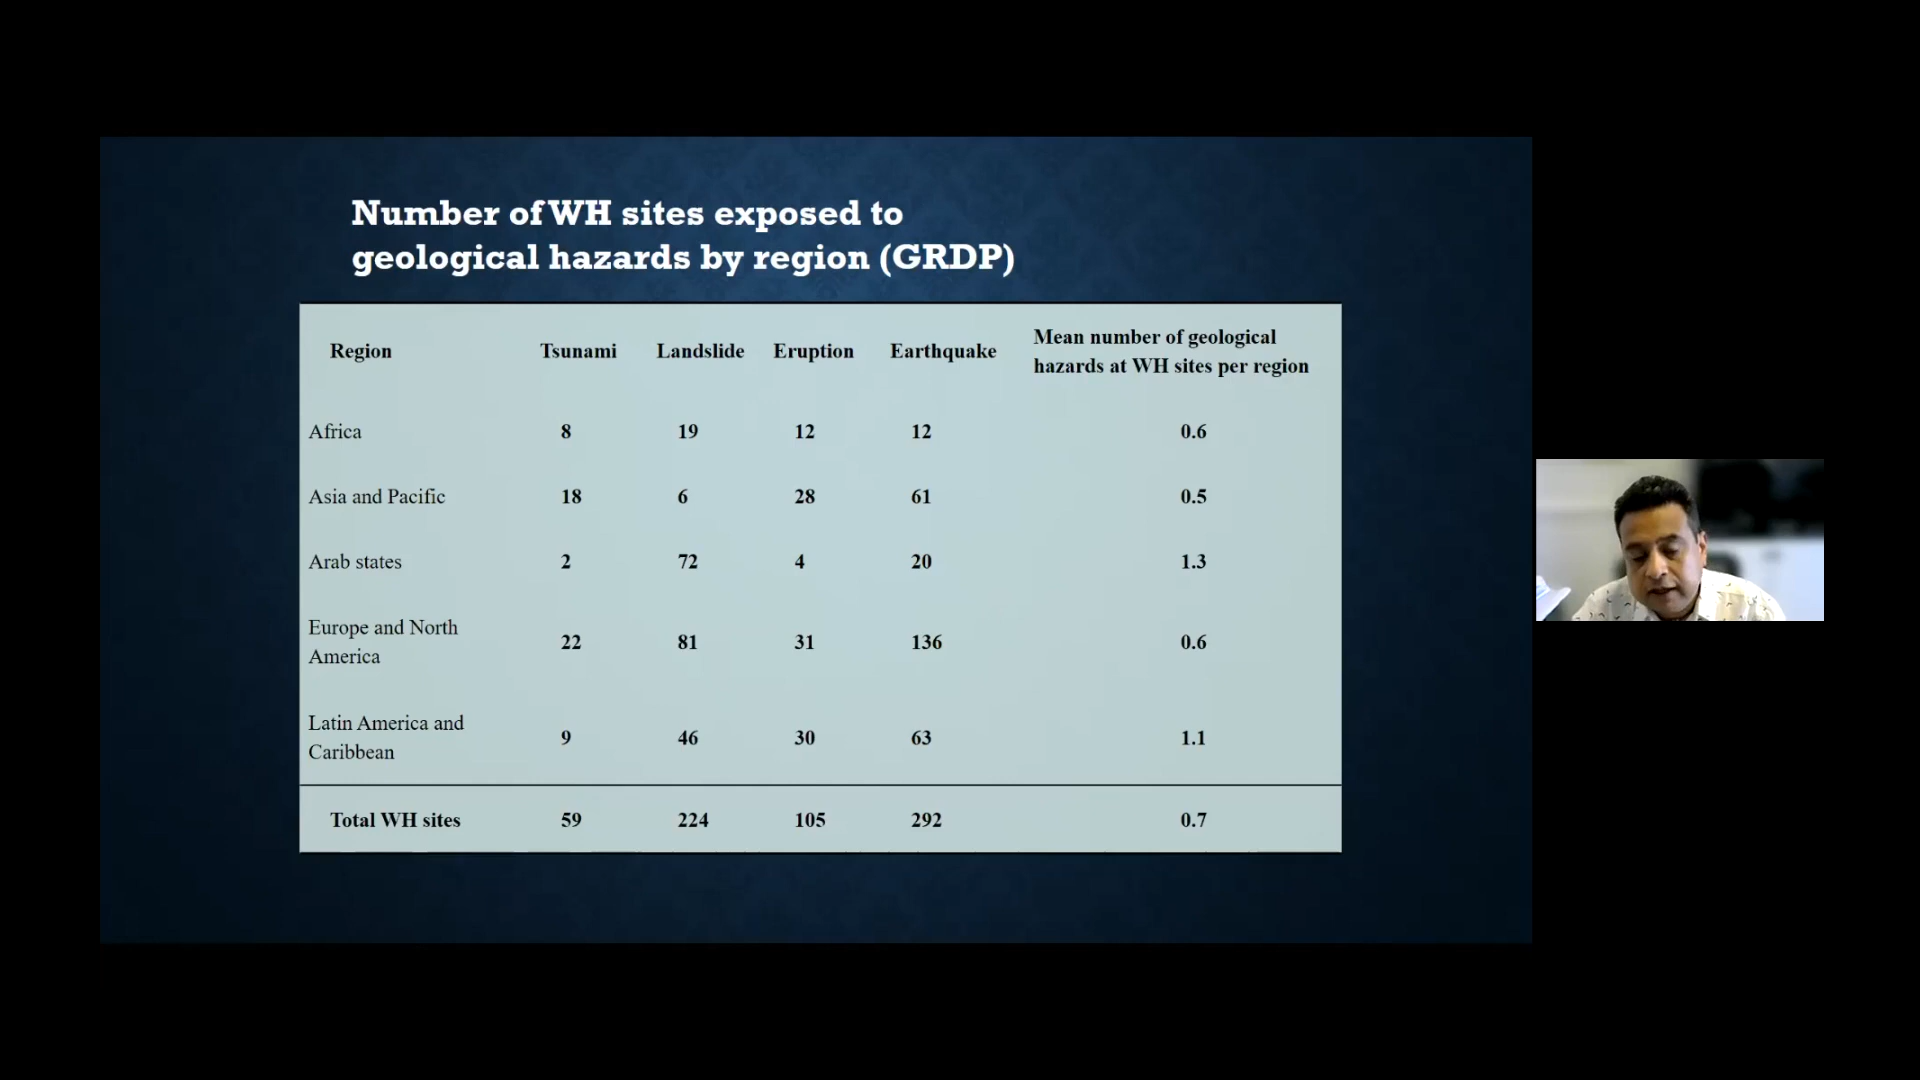 Number of WH sites exposed to
geological hazards by region (GRDP)
Region Tsunami Landslide Eruption Earthquake Mean number of geological
hazards at WH sites per region
Africa 8 19 12 12 0.6
Asia and Pacific 18 6 28 61 0.5
Arab states 2 72 4 20 1.3
Europe and North
America 22 81 31 136 0.6
Latin America and
Caribbean 9 46 30 63 1.1
Total WH sites 59 224 105 292 0.7